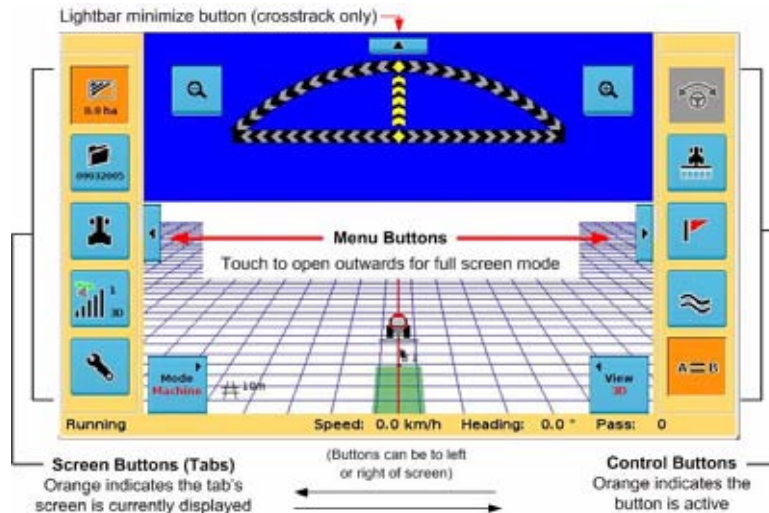 Lightbar minimize button (crosstrack only)
0.0 ha
09032005
1
3D
Menu Buttons
Touch to open outwards for full screen mode
Mode
Machine
10m
View
3D
A=B
Running Speed: 0.0 km/h Heading: 0.0 ° Pass: 0
Screen Buttons (Tabs)
Orange indicates the tab's
screen is currently displayed
(Buttons can be to left
or right of screen)
Control Buttons
Orange indicates the
button is active